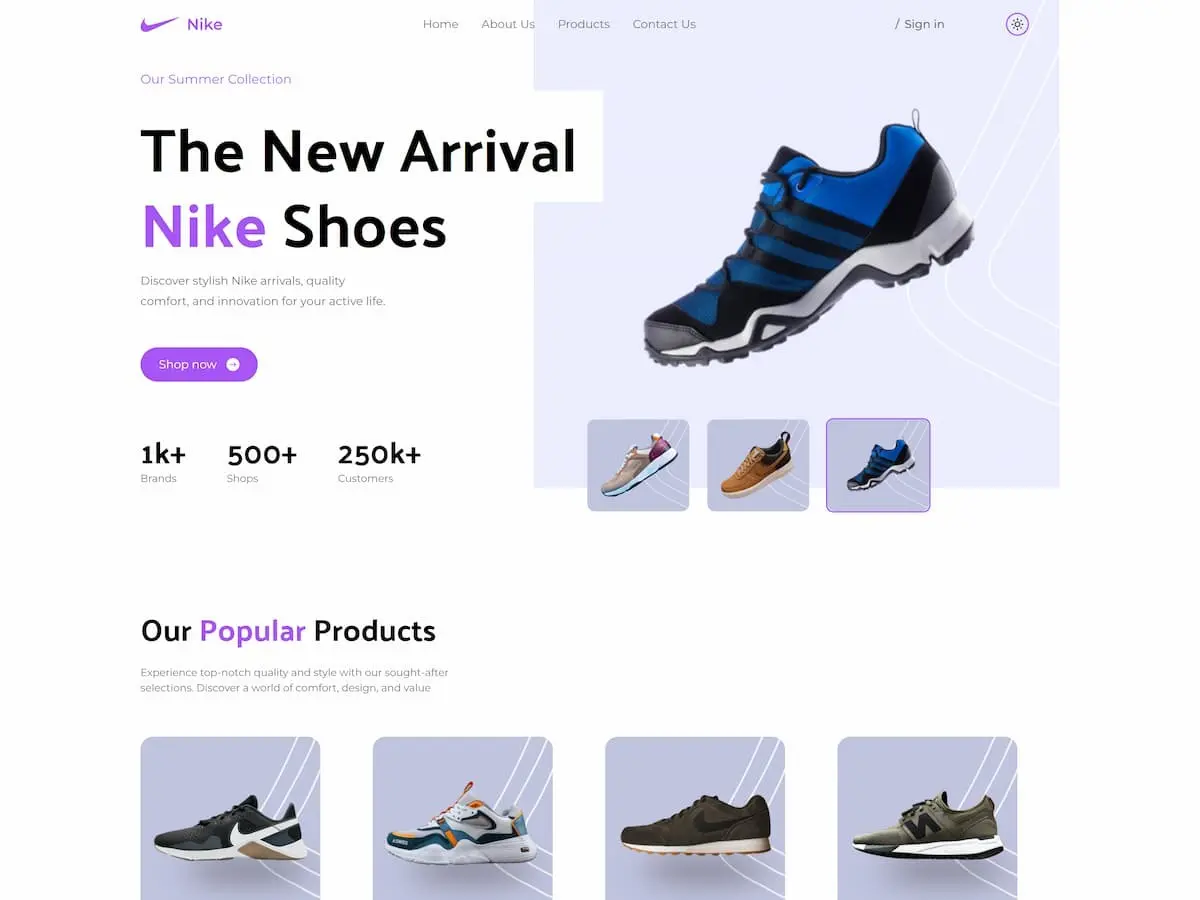 Nike
Home About Us Products Contact Us
/ Sign in
Our Summer Collection
The New Arrival
Nike Shoes
Discover stylish Nike arrivals, quality
comfort, and innovation for your active life.
Shop now
1k+ 500+ 250k+
Brands Shops Customers
Our Popular Products
Experience top-notch quality and style with our sought-after
selections. Discover a world of comfort, design, and value